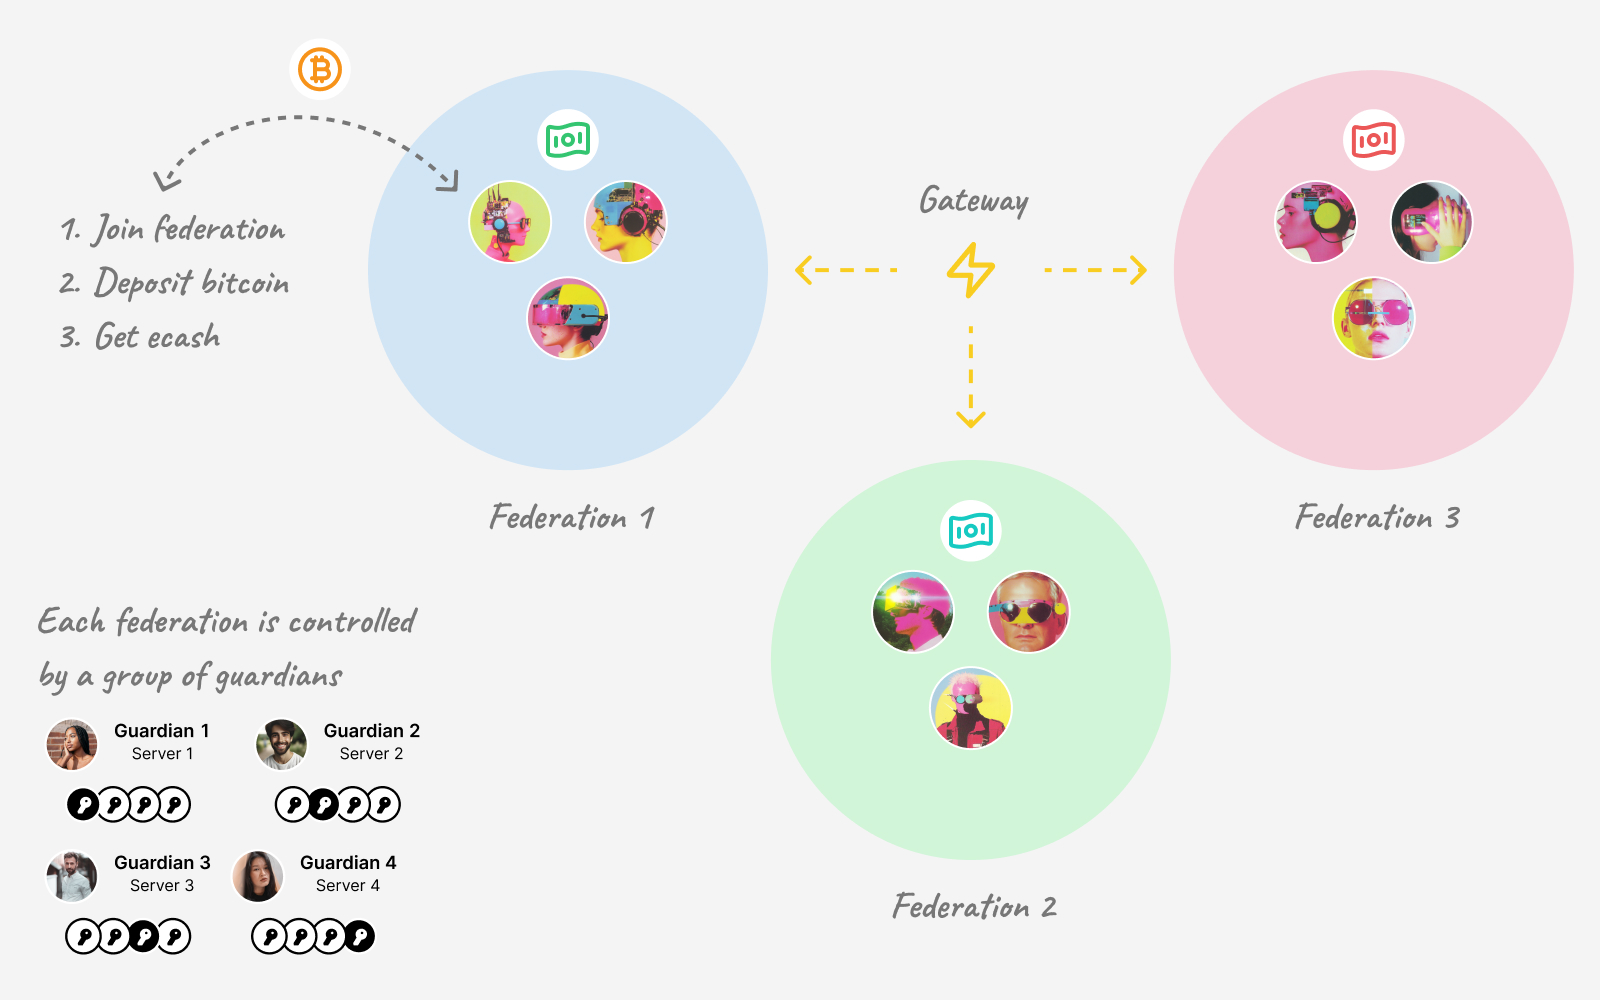 Gateway
1. Join federation
2. Deposit bitcoin
3. Get ecash
Federation 1
Federation 3
Each federation is controlled
by a group of guardians
Guardian 1
Server 1
Guardian 2
Server 2
Guardian 3
Server 3
Guardian 4
Server 4
Federation 2